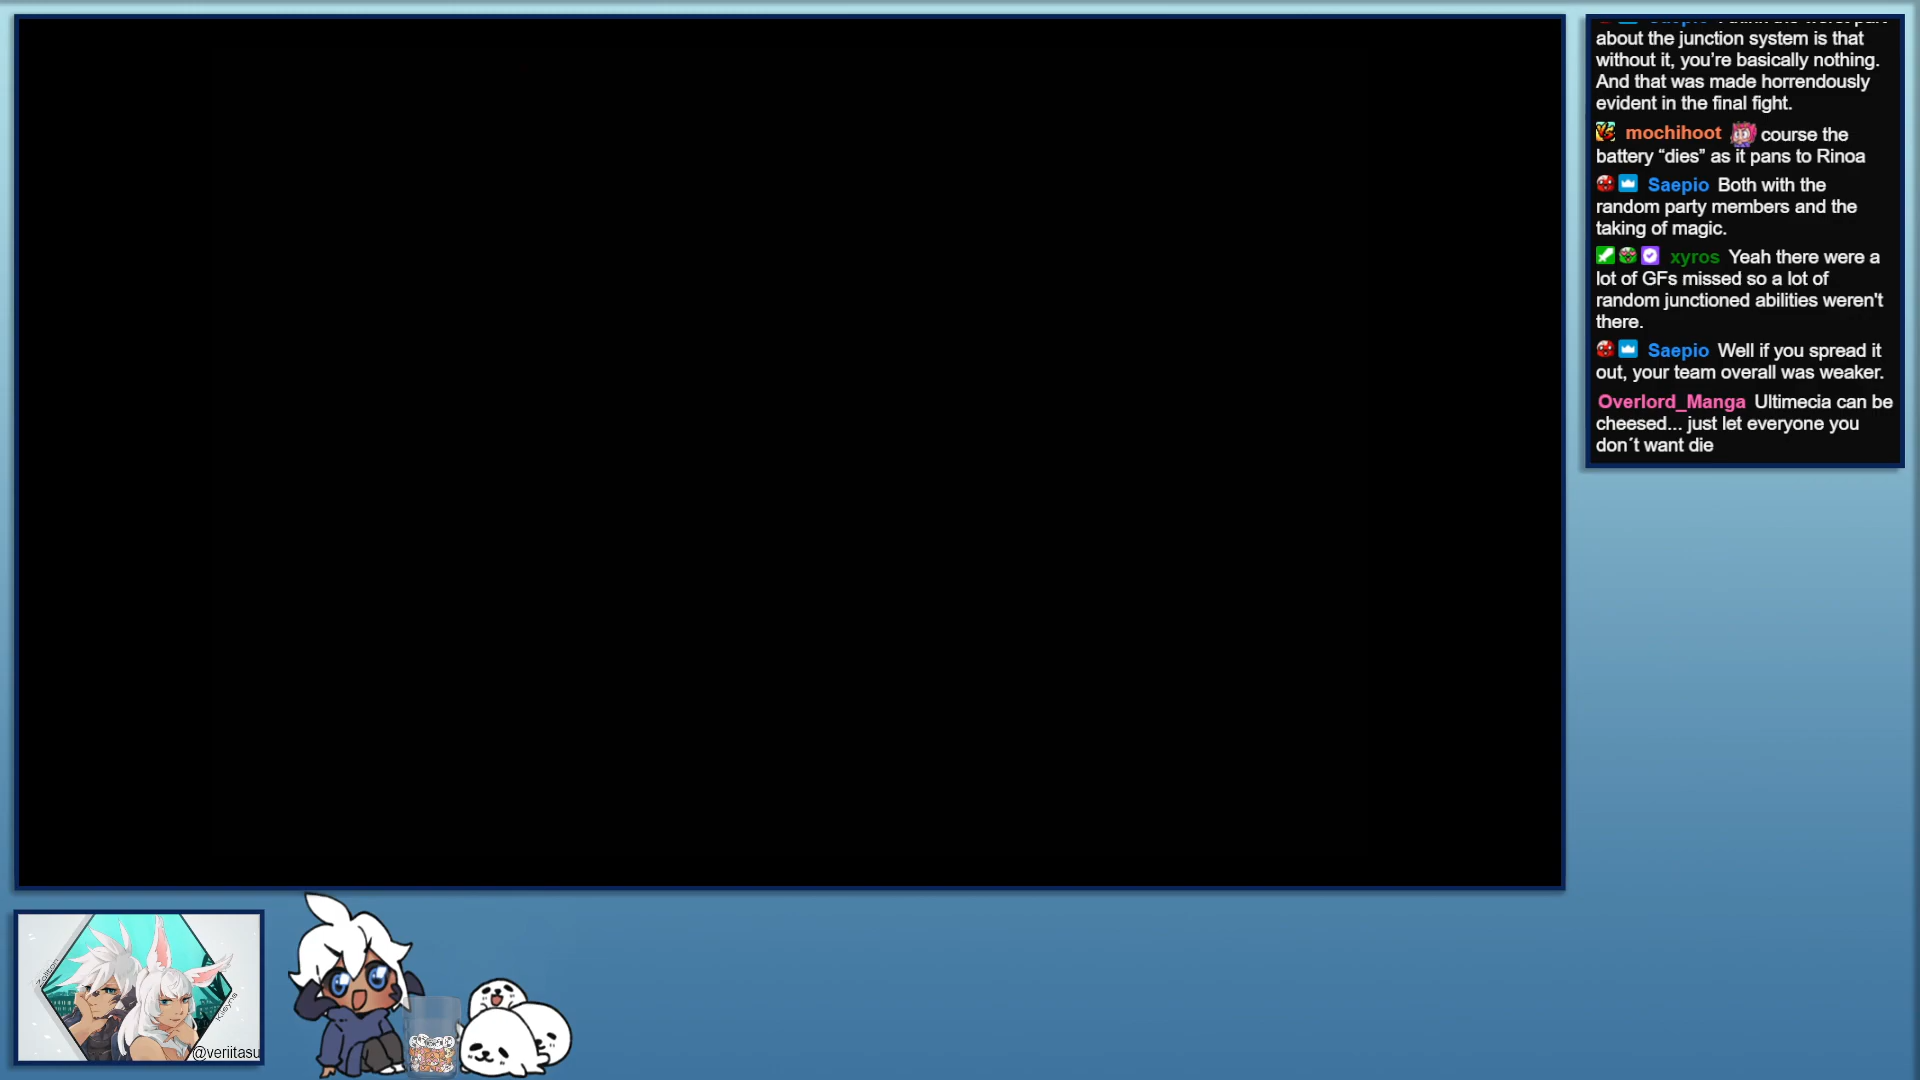 about the junction system is that
without it, you’re basically nothing.
And that was made horrendously
evident in the final fight.
mochihoot course the
battery “dies” as it pans to Rinoa
Saepio Both with the
random party members and the
taking of magic.
xyros Yeah there were a
lot of GFs missed so a lot of
random junctioned abilities weren't
there.
Saepio Well if you spread it
out, your team overall was weaker.
Overlord_Manga Ultimecia can be
cheesed... just let everyone you
don´t want die
@veriitasu